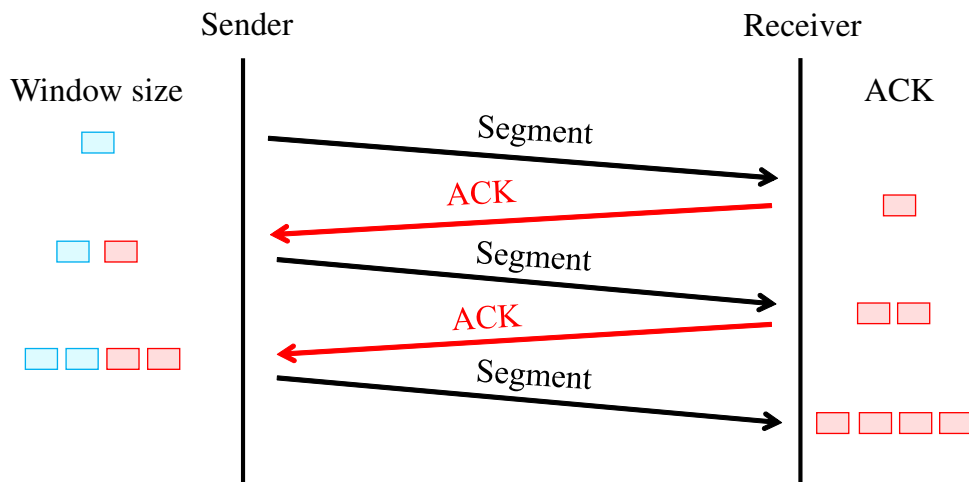 Sender
Receiver
Window size
ACK
Segment
ACK
Segment
ACK
Segment